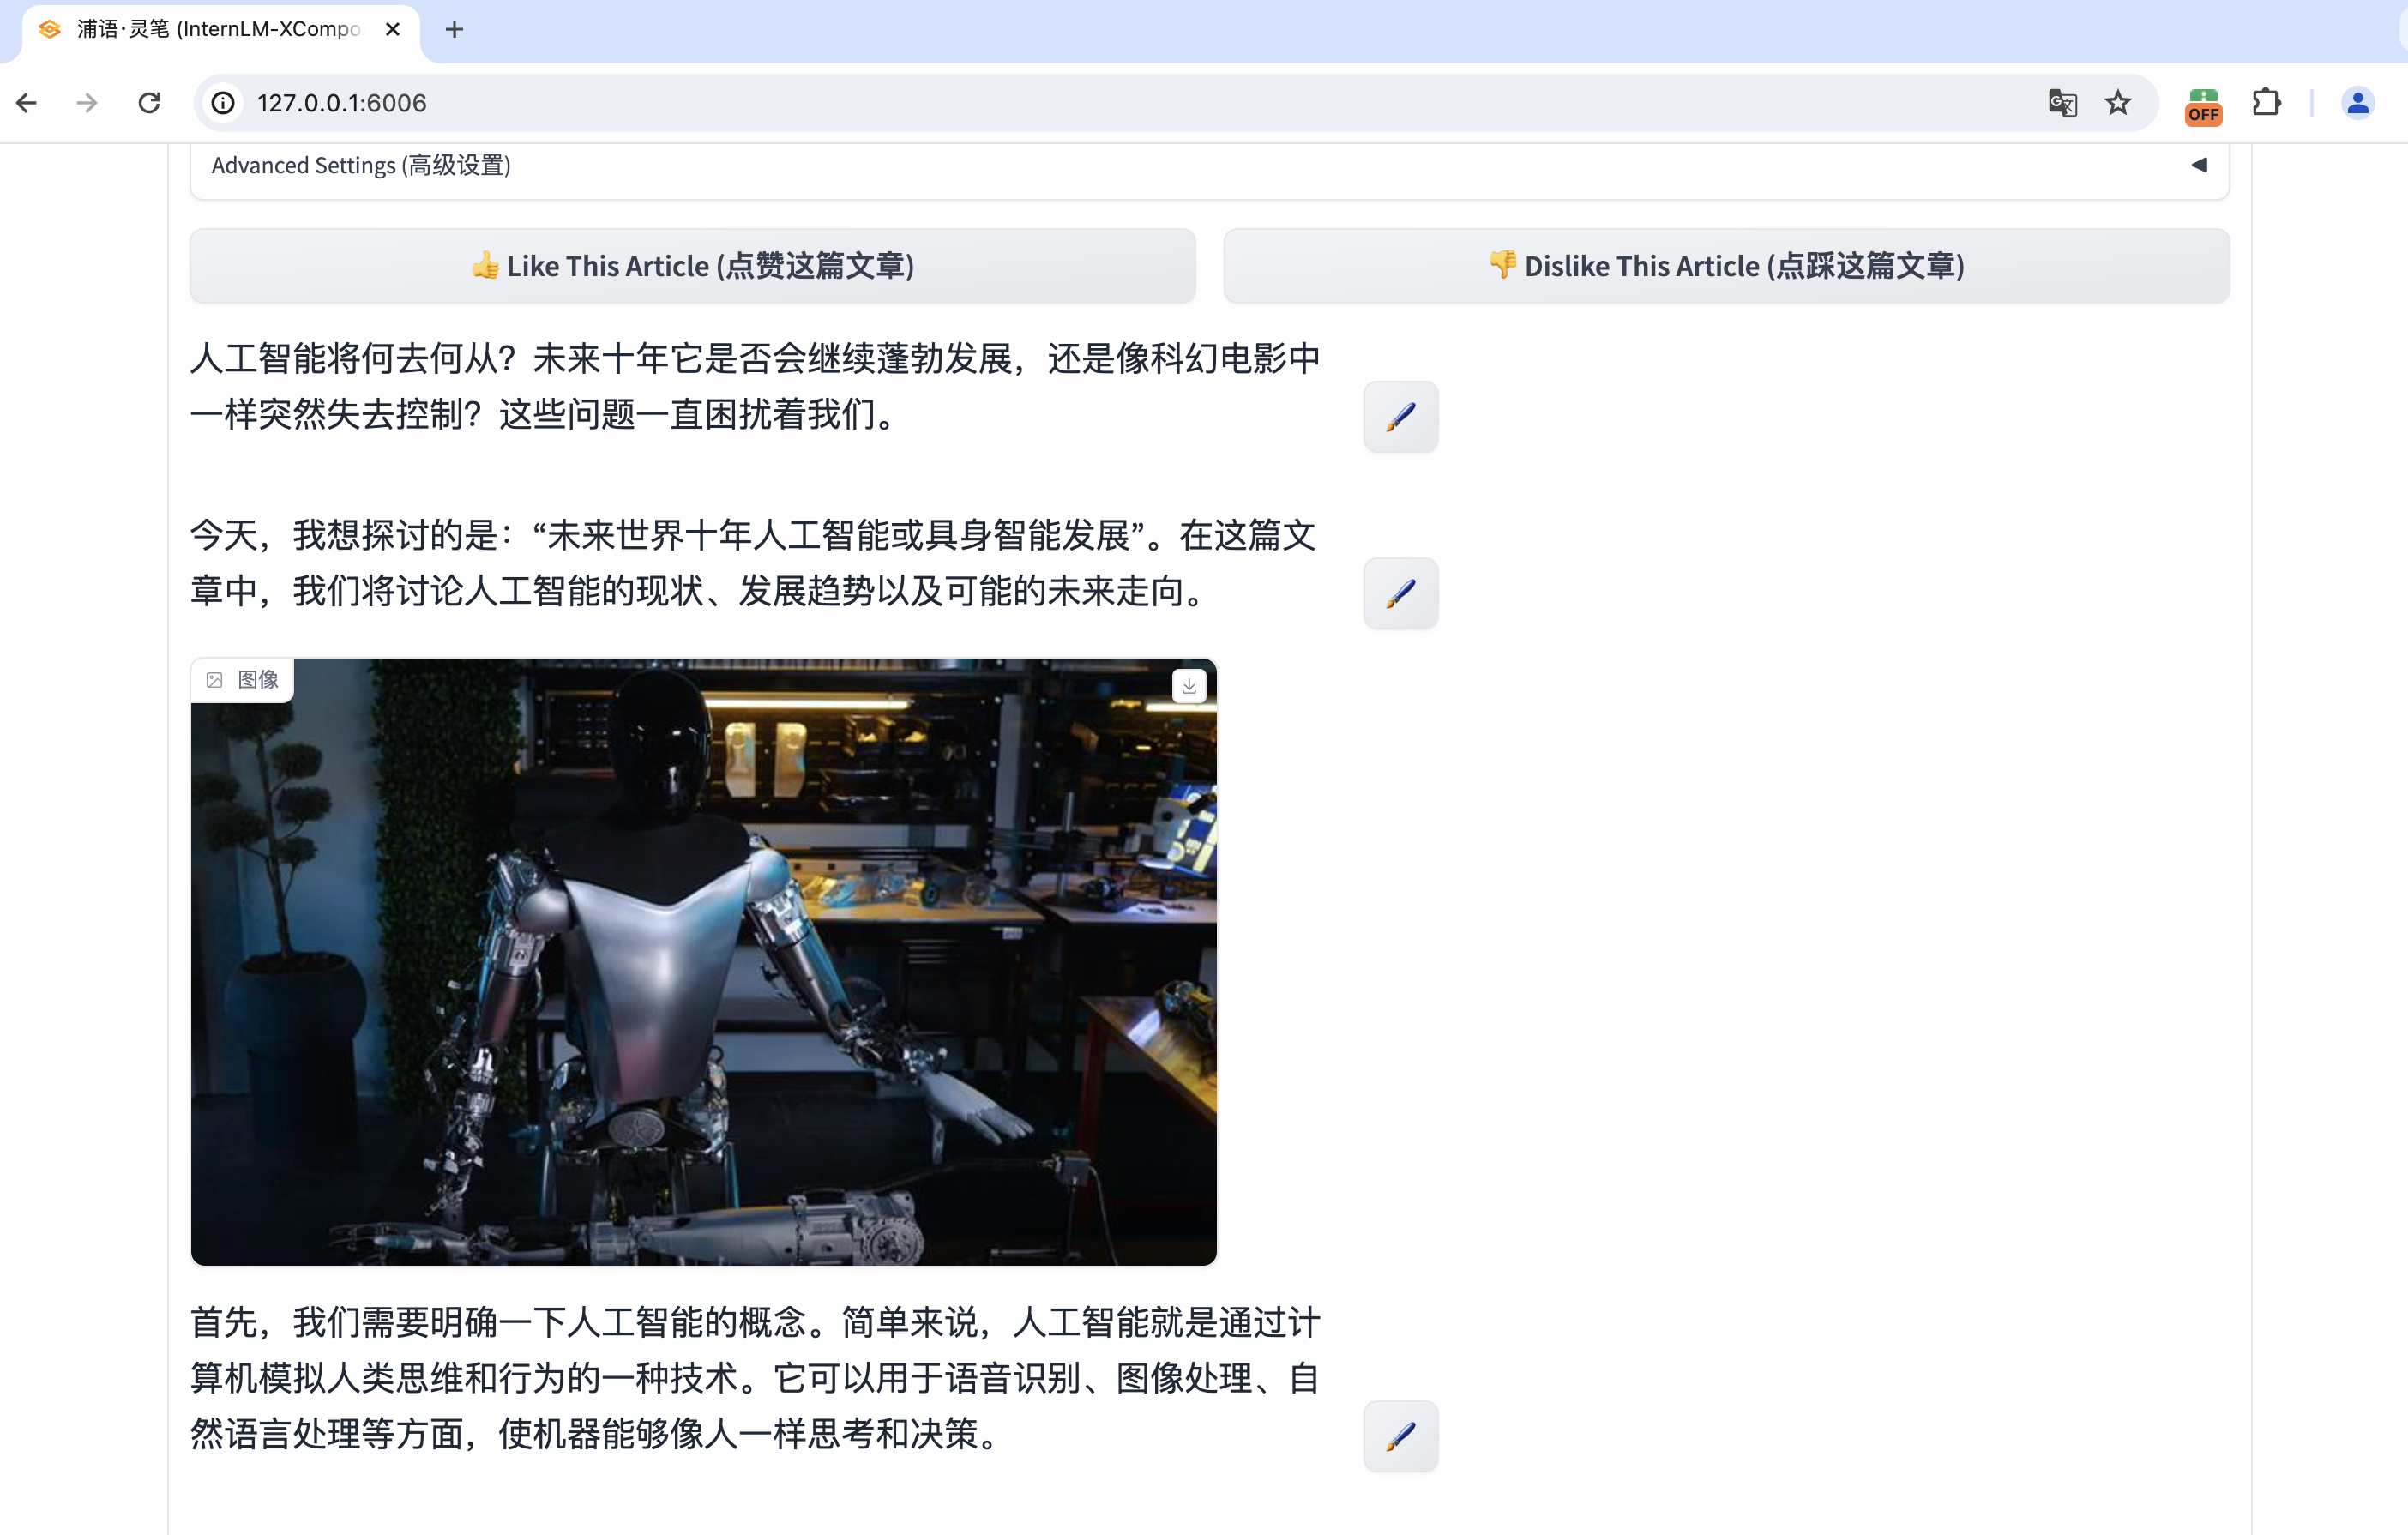 浦语·灵笔 (InternLM-XCompo
127.0.0.1:6006
OFF
Advanced Settings (高级设置)
👍 Like This Article (点赞这篇文章)
👎 Dislike This Article (点踩这篇文章)
人工智能将何去何从？未来十年它是否会继续蓬勃发展，还是像科幻电影中
一样突然失去控制？这些问题一直困扰着我们。
今天，我想探讨的是：“未来世界十年人工智能或具身智能发展”。在这篇文
章中，我们将讨论人工智能的现状、发展趋势以及可能的未来走向。
图像
首先，我们需要明确一下人工智能的概念。简单来说，人工智能就是通过计
算机模拟人类思维和行为的一种技术。它可以用于语音识别、图像处理、自
然语言处理等方面，使机器能够像人一样思考和决策。